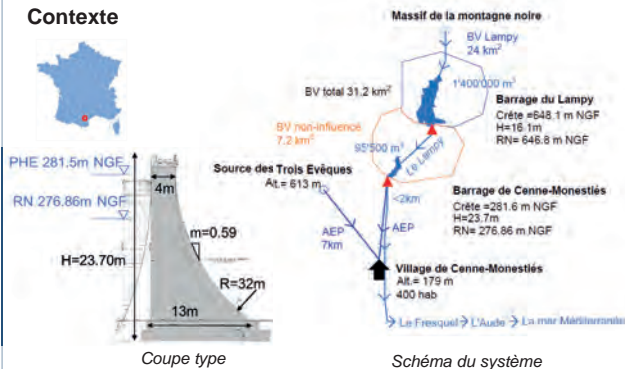 Contexte
PHE 281.5m NGF
RN 276.86m NGF
4m
m=0.59
H=23.70m
R=32m
13m
Coupe type
Massif de la montagne noire
BV Lampy
24 km²
1'400'000 m³
BV total 31.2 km²
Barrage du Lampy
Crête =648.1 m NGF
H=16.1m
RN= 646.8 m NGF
BV non-influencé
7.2 km²
95'500 m³
Le Lampy
Source des Trois Evêques
Alt.= 613 m
<2km
Barrage de Cenne-Monestiés
Crête =281.6 m NGF
H=23.7m
RN= 276.86 m NGF
AEP
7km
AEP
Village de Cenne-Monestiés
Alt.= 179 m
400 hab
Le Fresquel → L'Aude → La mar Méditerranée
Schéma du système